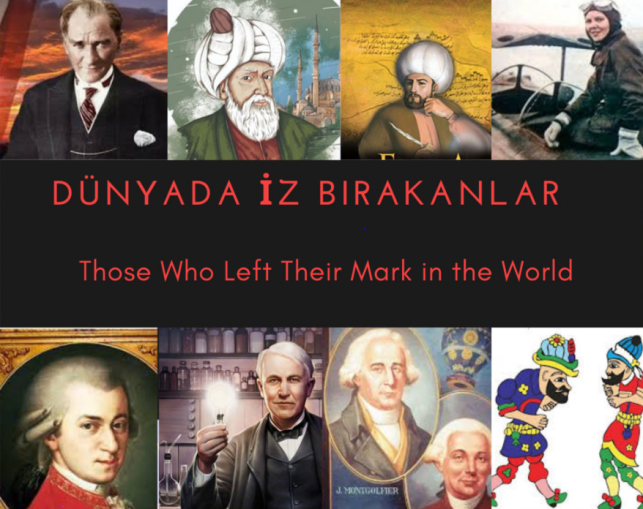 DÜNYADA İZ BIRAKANLAR
Those Who Left Their Mark in the World
J. MONTGOLFIER